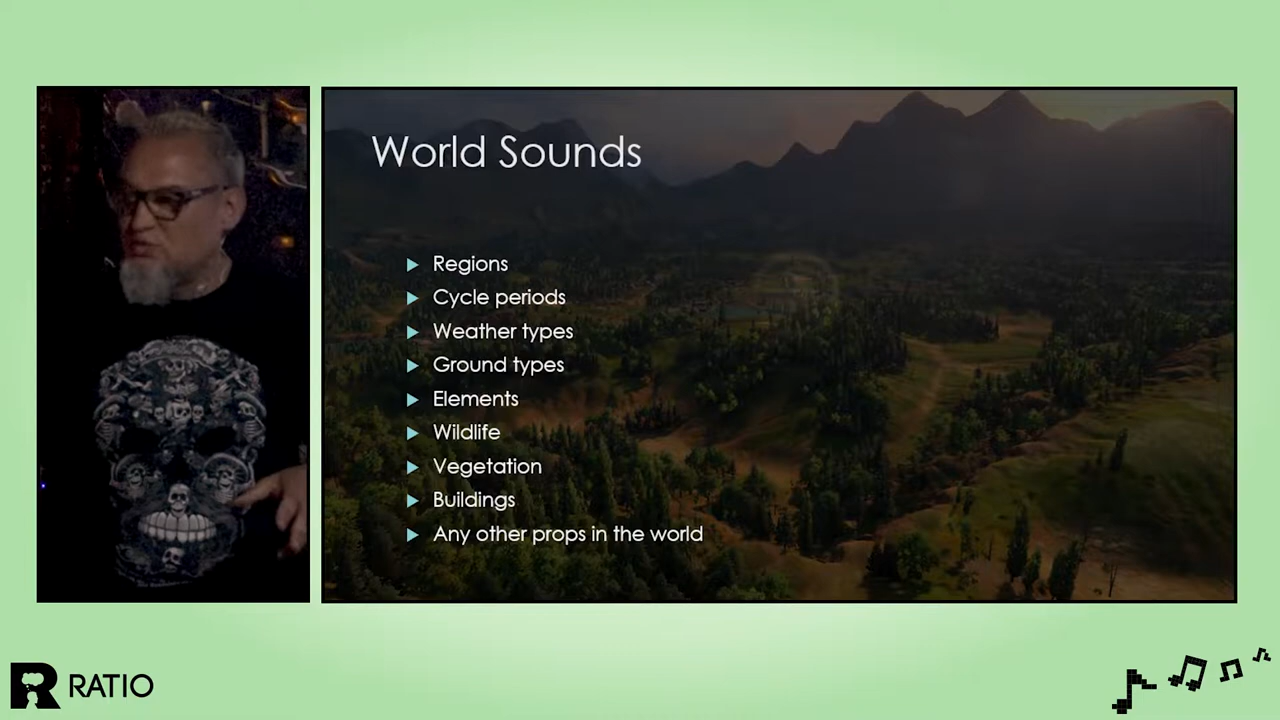 World Sounds
Regions
Cycle periods
Weather types
Ground types
Elements
Wildlife
Vegetation
Buildings
Any other props in the world
R RATIO